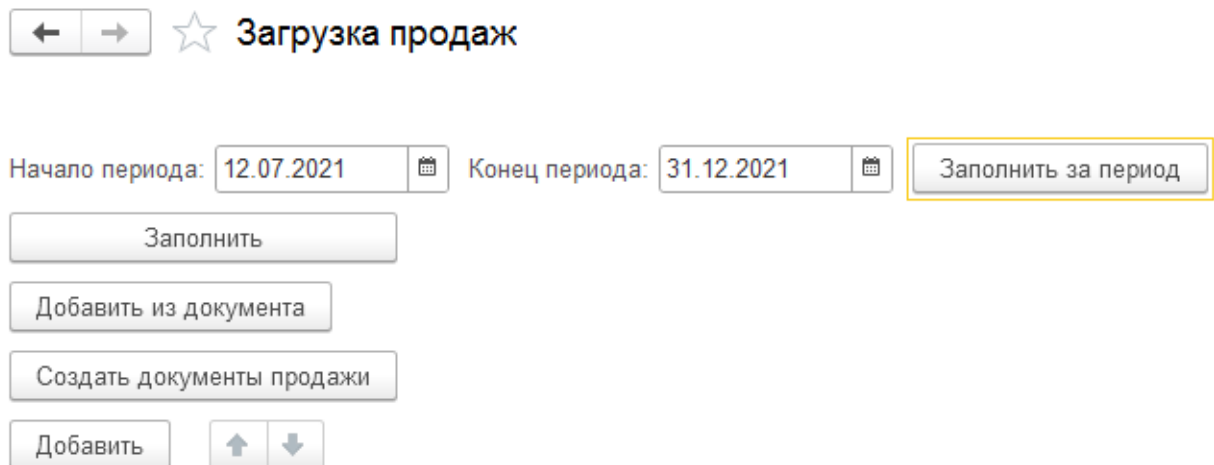 Загрузка продаж
Начало периода: 12.07.2021 Конец периода: 31.12.2021 Заполнить за период
Заполнить
Добавить из документа
Создать документы продажи
Добавить